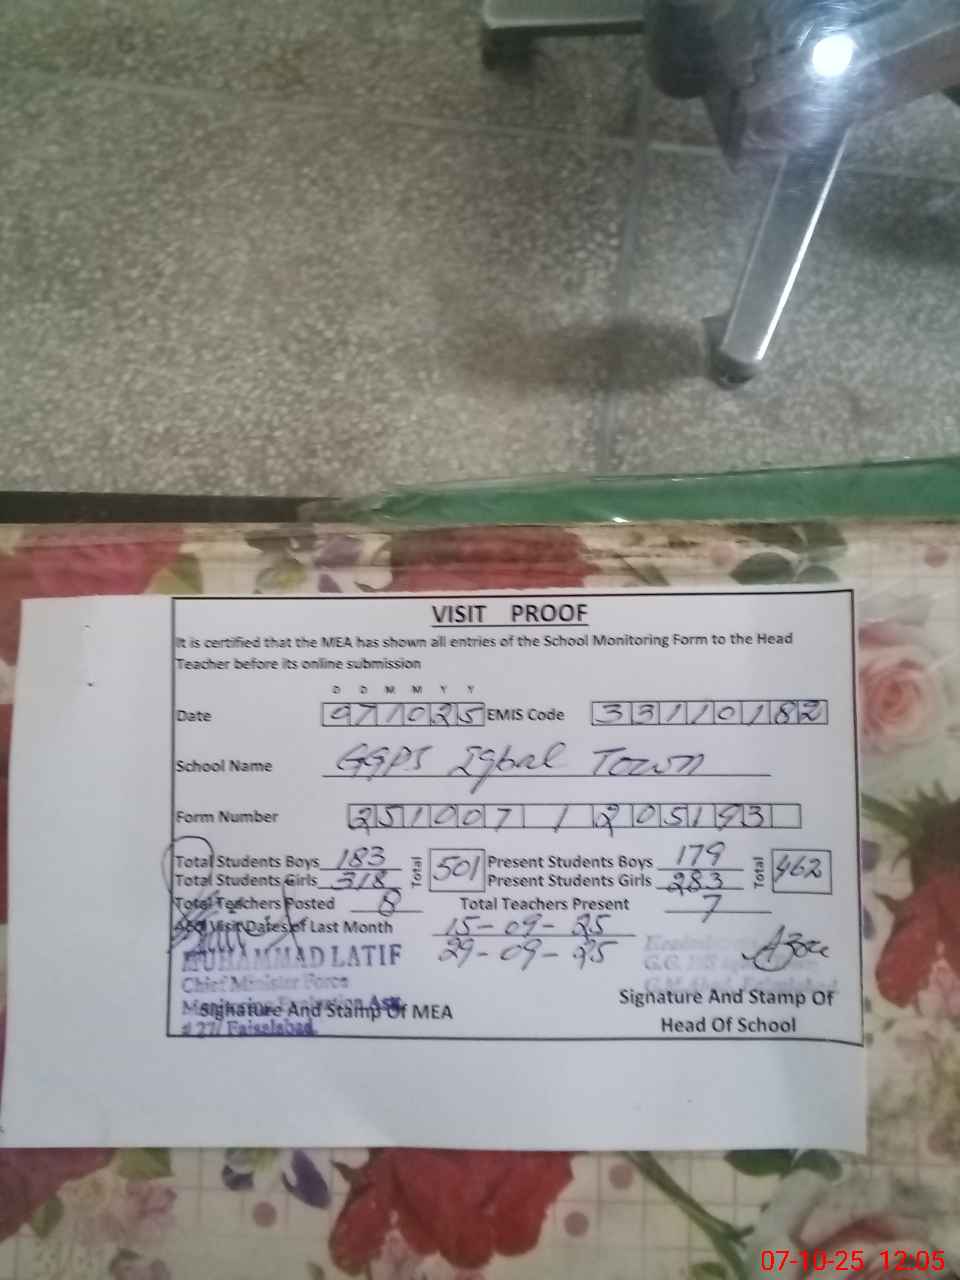 VISIT PROOF
It is certified that the MEA has shown all entries of the School Monitoring Form to the Head
Teacher before its online submission
D D M M Y Y
Date 071025 EMIS Code 33110182
School Name GGPS Iqbal Town
Form Number 251007 / 205193
Total Students Boys 183 Total 501 Present Students Boys 179 Total 462
Total Students Girls 318 Present Students Girls 283
Total Teachers Posted 8 Total Teachers Present 7
Visit Dates of Last Month 15-09-25
29-09-25
MUHAMMAD LATIF
Chief Minister Force
Monitoring Evaluation
Signature And Stamp Of MEA
# 27/ Faisalabad
Signature And Stamp Of
Head Of School
07-10-25 12:05